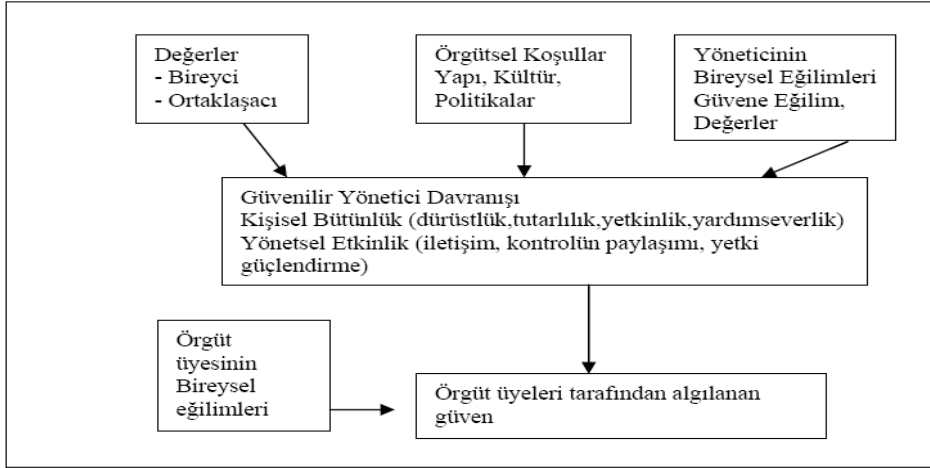 Değerler
- Bireyci
- Ortaklaşacı
Örgütsel Koşullar
Yapı, Kültür,
Politikalar
Yöneticinin
Bireysel Eğilimleri
Güvene Eğilim,
Değerler
Güvenilir Yönetici Davranışı
Kişisel Bütünlük (dürüstlük,tutarlılık,yetkinlik,yardımseverlik)
Yönetsel Etkinlik (iletişim, kontrolün paylaşımı, yetki
güçlendirme)
Örgüt
üyesinin
Bireysel
eğilimleri
Örgüt üyeleri tarafından algılanan
güven